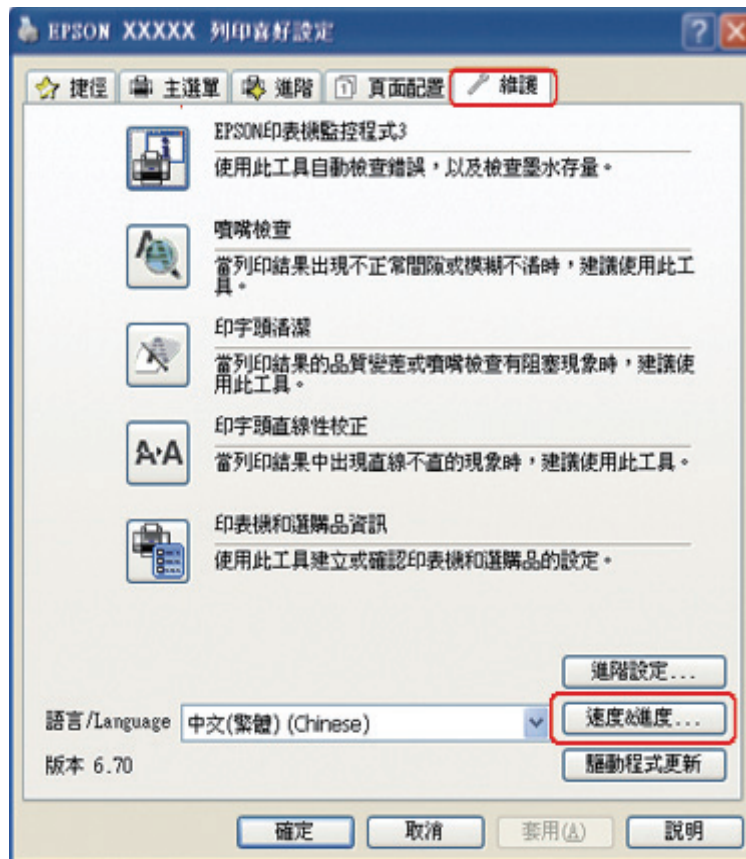 EPSON XXXXX 列印喜好設定
捷徑 主選單 進階 1 頁面配置 維護
EPSON印表機監控程式3
使用此工具自動檢查錯誤，以及檢查墨水存量。
噴嘴檢查
當列印結果出現不正常間隙或模糊不清時，建議使用此工
具。
印字頭清潔
當列印結果的品質變差或噴嘴檢查有阻塞現象時，建議使
用此工具。
印字頭直線性校正
A·A
當列印結果中出現直線不直的現象時，建議使用此工具。
印表機和選購品資訊
使用此工具建立或確認印表機和選購品的設定。
進階設定...
語言/Language 中文(繁體) (Chinese) 速度&進度...
版本 6.70 驅動程式更新
確定 取消 套用(A) 說明